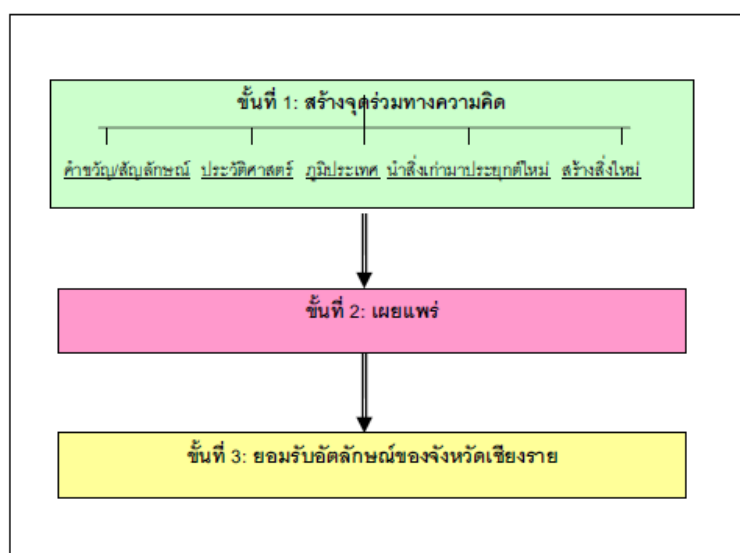 ขั้นที่ 1: สร้างจุดร่วมทางความคิด
คำขวัญ/สัญลักษณ์ ประวัติศาสตร์ ภูมิประเทศ นำสิ่งเก่ามาประยุกต์ใหม่ สร้างสิ่งใหม่
ขั้นที่ 2: เผยแพร่
ขั้นที่ 3: ยอมรับอัตลักษณ์ของจังหวัดเชียงราย